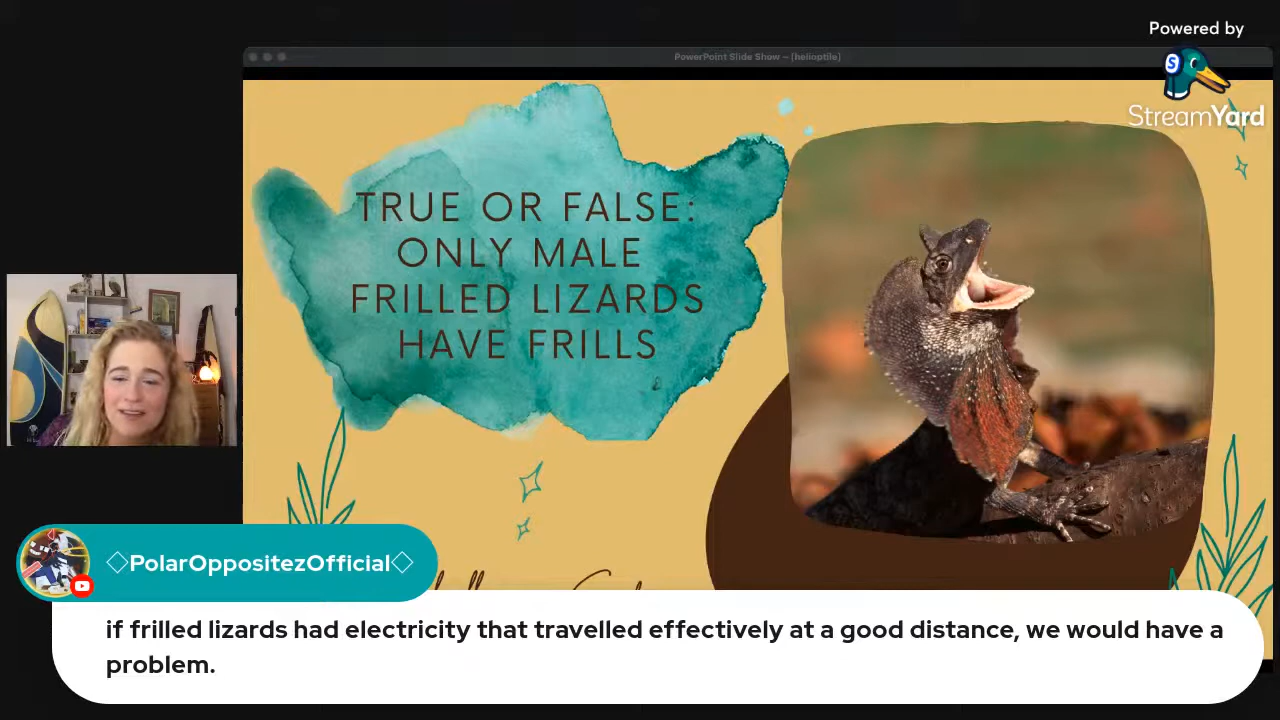 Powered by
StreamYard
PowerPoint Slide Show – [helioptile]
TRUE OR FALSE:
ONLY MALE
FRILLED LIZARDS
HAVE FRILLS
◇PolarOppositezOfficial◇
if frilled lizards had electricity that travelled effectively at a good distance, we would have a
problem.